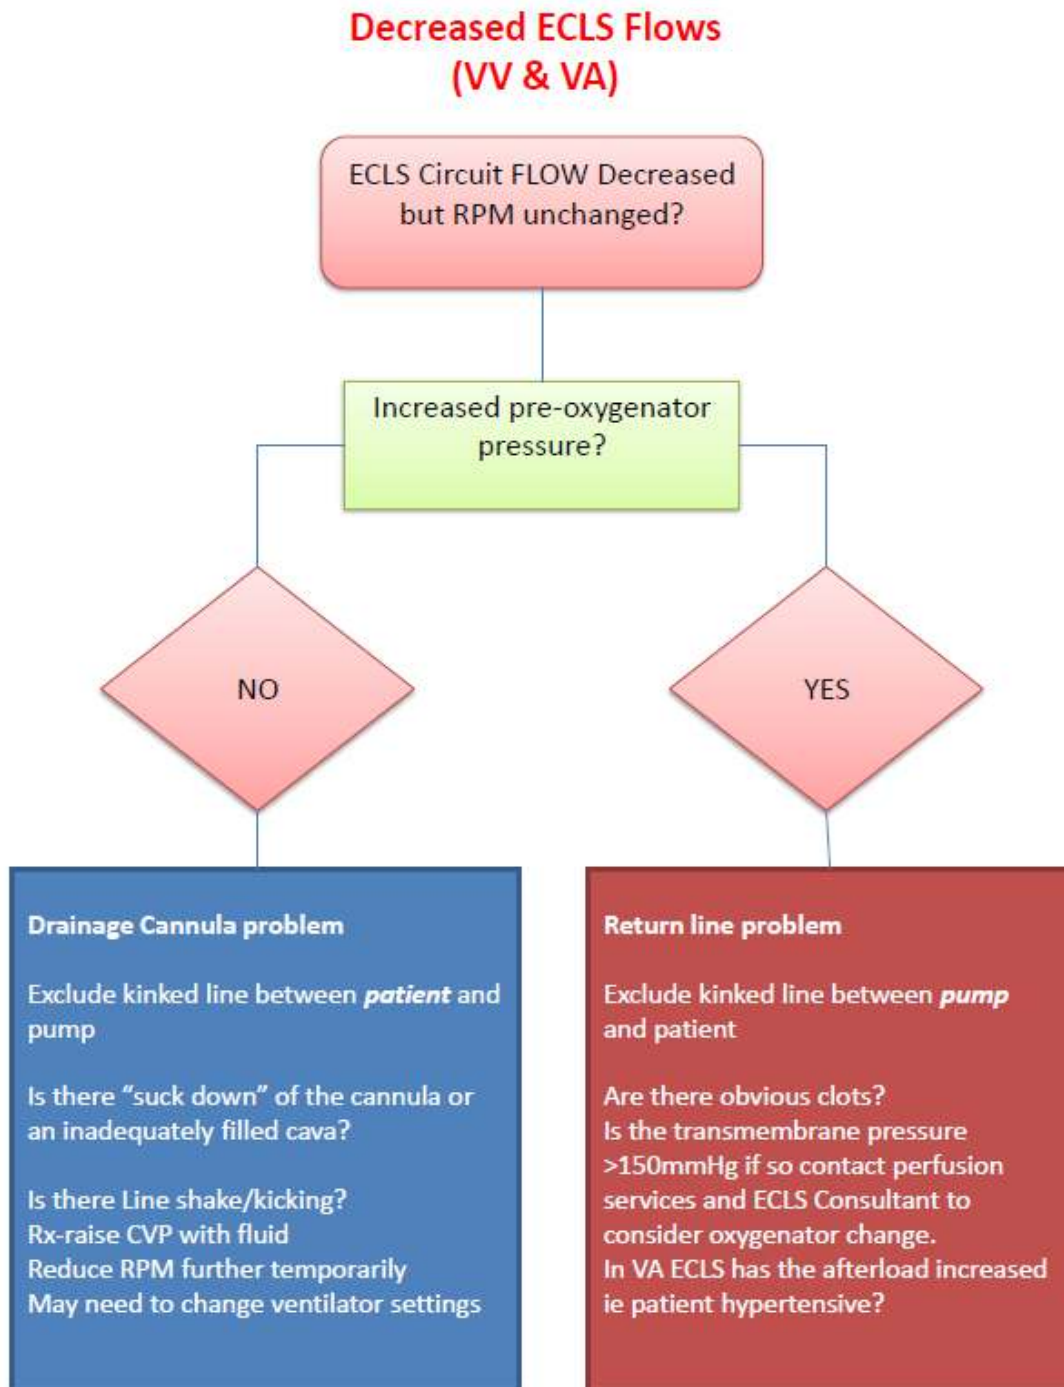 Decreased ECLS Flows
(VV & VA)
ECLS Circuit FLOW Decreased
but RPM unchanged?
Increased pre-oxygenator
pressure?
NO
YES
Drainage Cannula problem
Exclude kinked line between patient and
pump
Is there “suck down” of the cannula or
an inadequately filled cava?
Is there Line shake/kicking?
Rx-raise CVP with fluid
Reduce RPM further temporarily
May need to change ventilator settings
Return line problem
Exclude kinked line between pump
and patient
Are there obvious clots?
Is the transmembrane pressure
>150mmHg if so contact perfusion
services and ECLS Consultant to
consider oxygenator change.
In VA ECLS has the afterload increased
ie patient hypertensive?